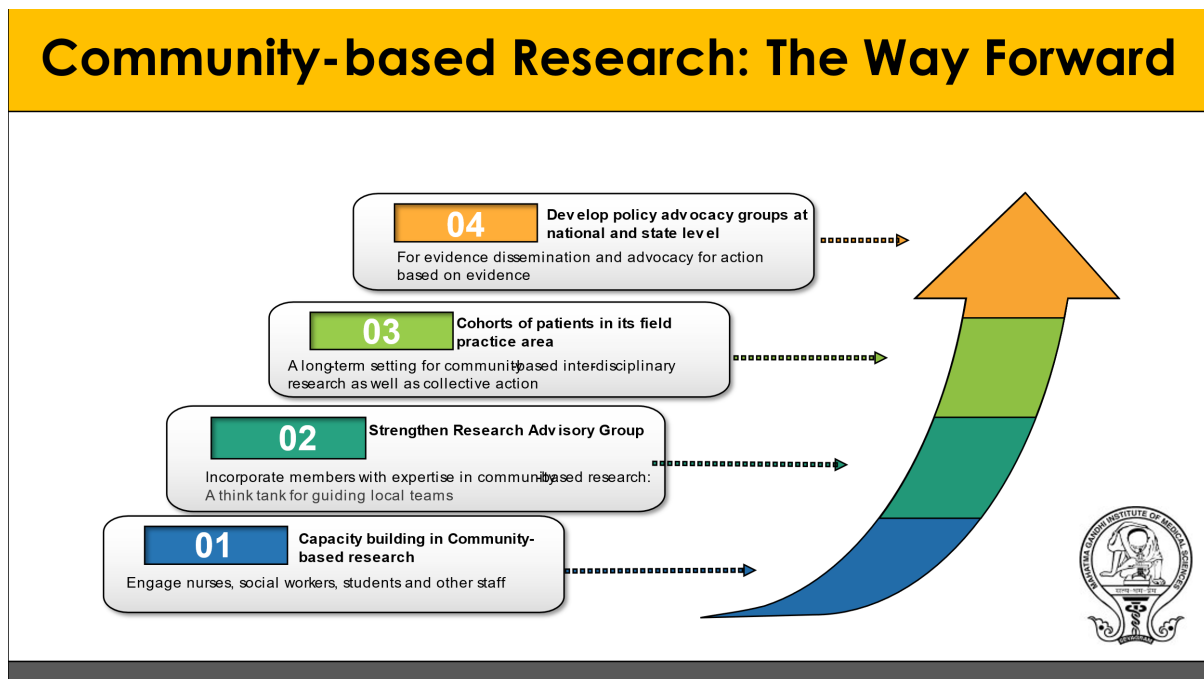 Community-based Research: The Way Forward
04
Develop policy advocacy groups at
national and state level
For evidence dissemination and advocacy for action
based on evidence
03
Cohorts of patients in its field
practice area
A long-term setting for community-based inter-disciplinary
research as well as collective action
02
Strengthen Research Advisory Group
Incorporate members with expertise in community-based research:
A think tank for guiding local teams
01
Capacity building in Community-
based research
Engage nurses, social workers, students and other staff
MAHATMA GANDHI INSTITUTE OF MEDICAL SCIENCES
SEVAGRAM